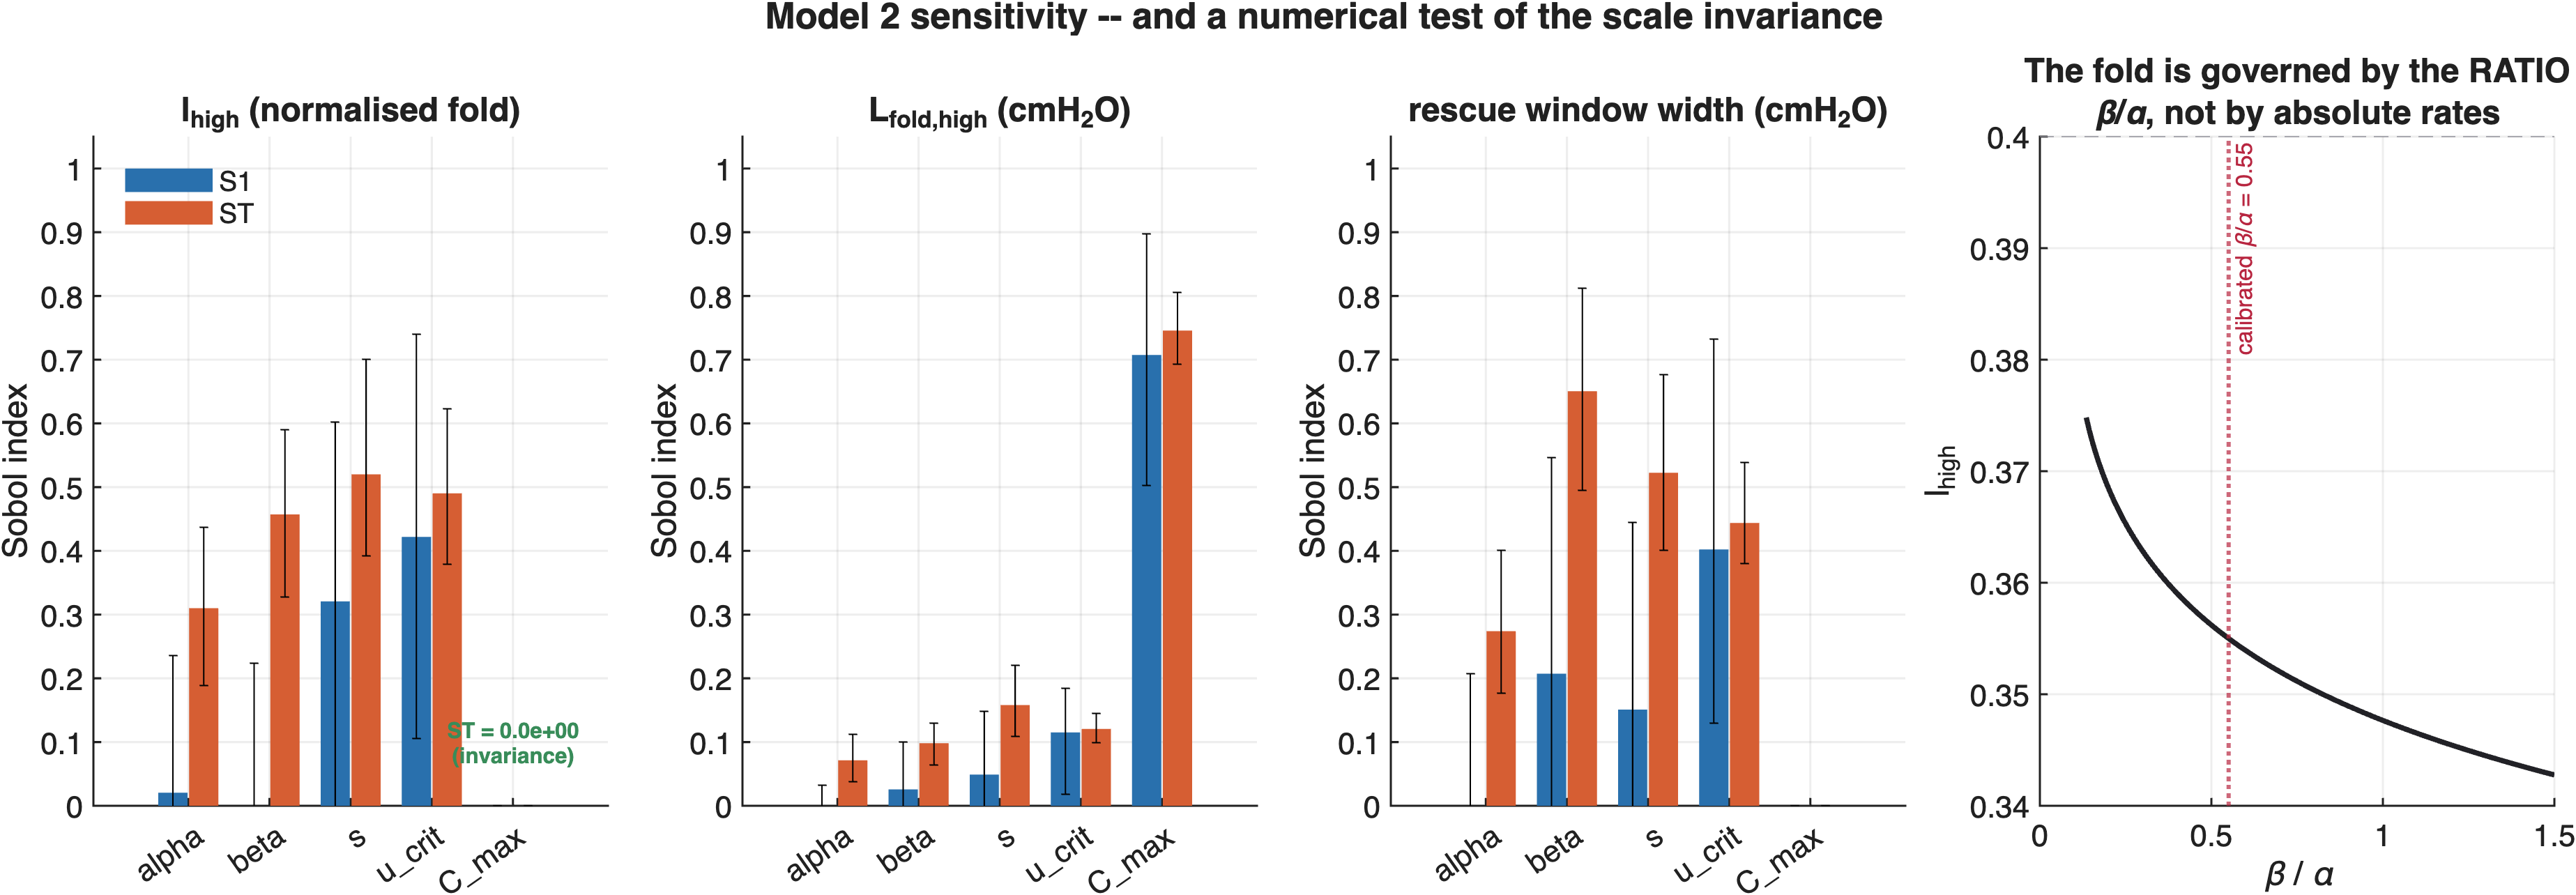 Model 2 sensitivity -- and a numerical test of the scale invariance
I_high (normalised fold)
S1
ST
Sobol index
1
0.9
0.8
0.7
0.6
0.5
0.4
0.3
0.2
0.1
0
ST = 0.0e+00
(invariance)
alpha
beta
s
u_crit
C_max
L_fold,high (cmH₂O)
Sobol index
1
0.9
0.8
0.7
0.6
0.5
0.4
0.3
0.2
0.1
0
alpha
beta
s
u_crit
C_max
rescue window width (cmH₂O)
Sobol index
1
0.9
0.8
0.7
0.6
0.5
0.4
0.3
0.2
0.1
0
alpha
beta
s
u_crit
C_max
The fold is governed by the RATIO
β/α, not by absolute rates
I_high
0.4
0.39
0.38
0.37
0.36
0.35
0.34
calibrated β/α = 0.55
0
0.5
1
1.5
β / α